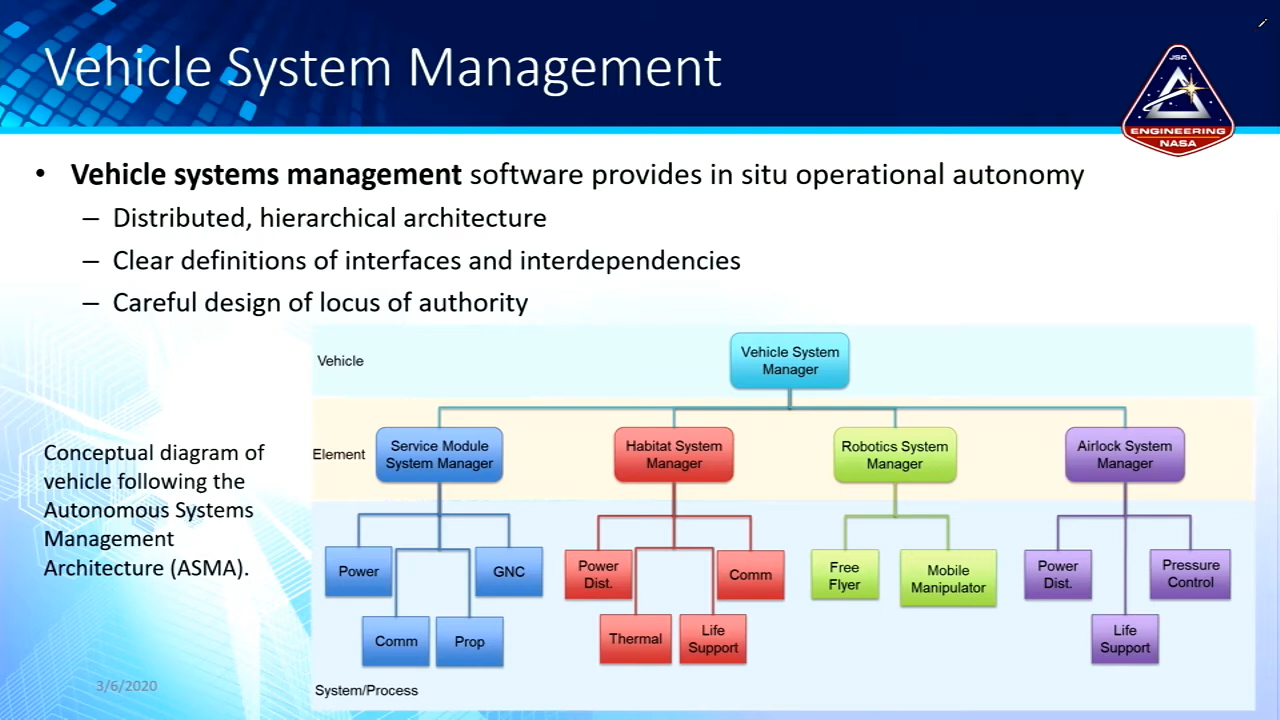 Vehicle System Management
JSC
ENGINEERING
NASA
• Vehicle systems management software provides in situ operational autonomy
– Distributed, hierarchical architecture
– Clear definitions of interfaces and interdependencies
– Careful design of locus of authority
Conceptual diagram of
vehicle following the
Autonomous Systems
Management
Architecture (ASMA).
Vehicle
Vehicle System
Manager
Element
Service Module
System Manager
Habitat System
Manager
Robotics System
Manager
Airlock System
Manager
Power
GNC
Comm
Prop
Power
Dist.
Comm
Thermal
Life
Support
Free
Flyer
Mobile
Manipulator
Power
Dist.
Pressure
Control
Life
Support
System/Process
3/6/2020